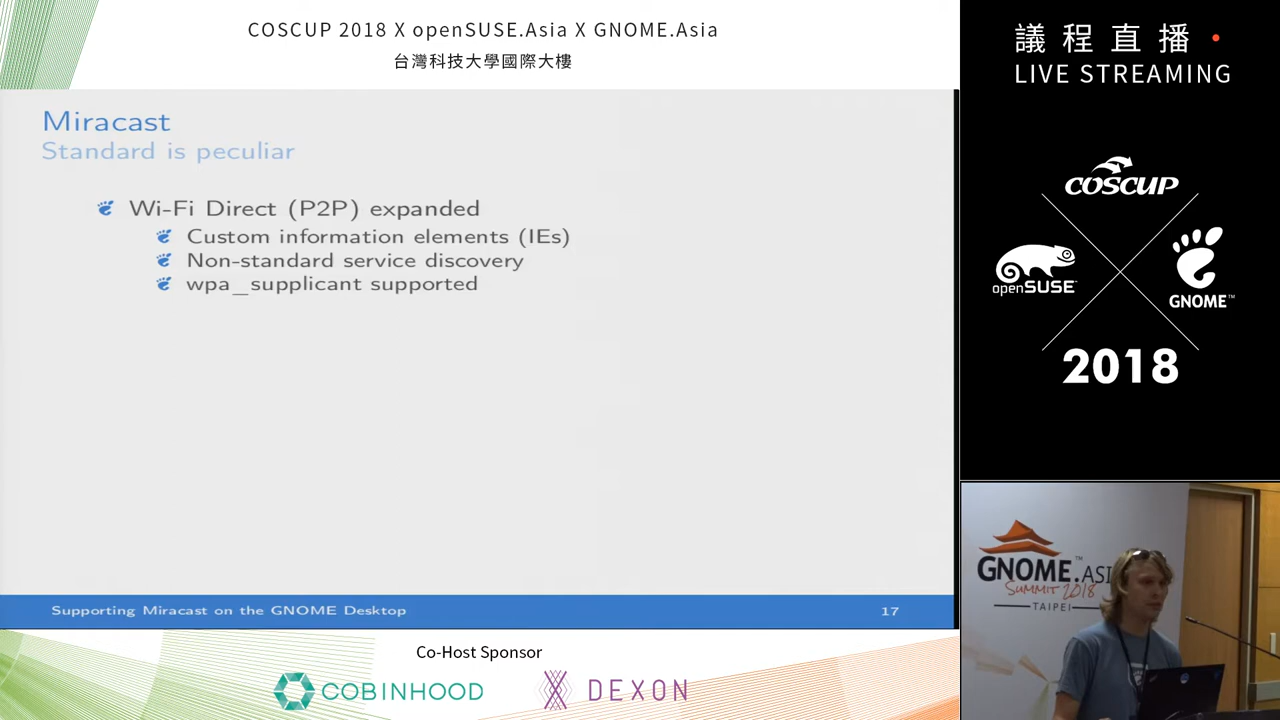 COSCUP 2018 X openSUSE.Asia X GNOME.Asia
台灣科技大學國際大樓
Miracast
Standard is peculiar
Wi-Fi Direct (P2P) expanded
Custom information elements (IEs)
Non-standard service discovery
wpa_supplicant supported
Supporting Miracast on the GNOME Desktop
17
Co-Host Sponsor
COBINHOOD
DEXON
議程直播
LIVE STREAMING
COSCUP
openSUSE
GNOME™
2018
GNOME.ASI
SUMMIT 2018
TAIPEI